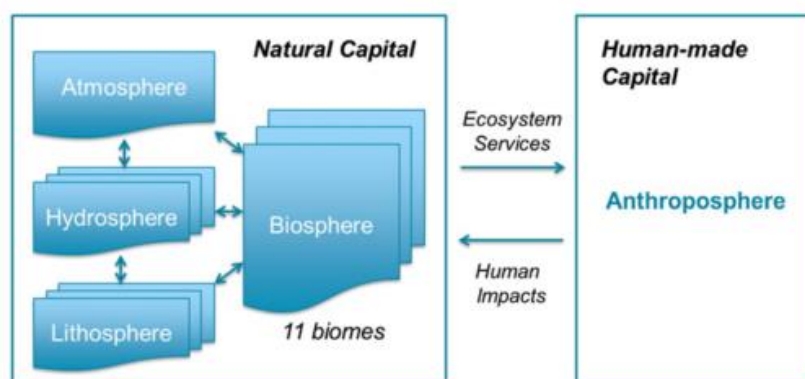 Natural Capital
Atmosphere
Hydrosphere
Lithosphere
Biosphere
11 biomes
Ecosystem
Services
Human
Impacts
Human-made
Capital
Anthroposphere